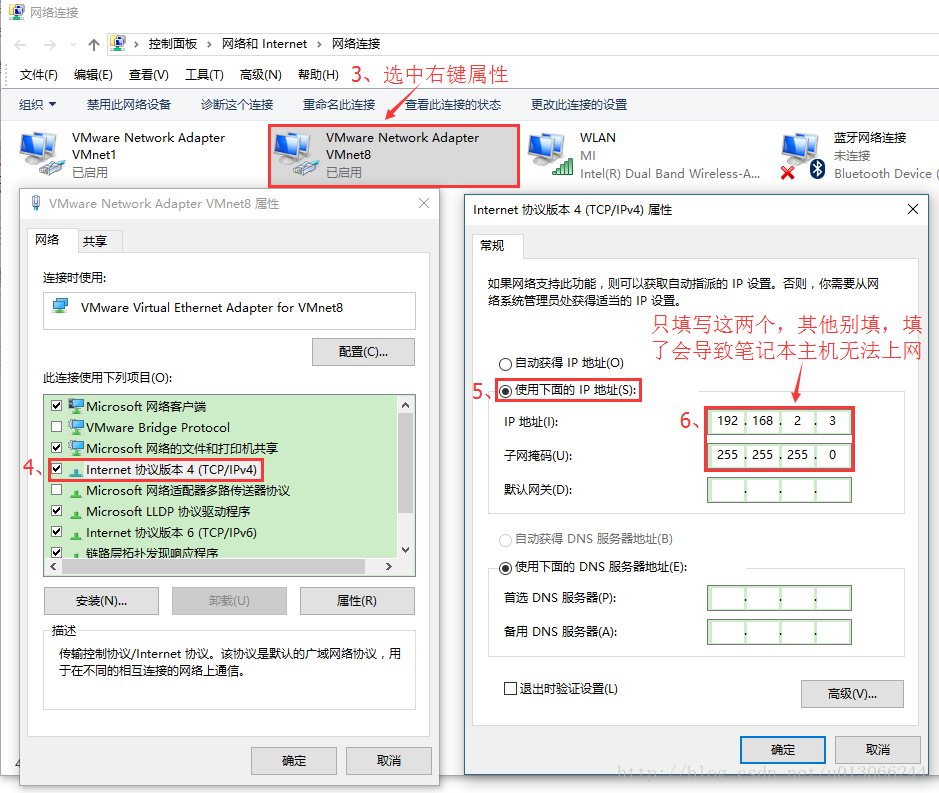 网络连接
控制面板 > 网络和 Internet > 网络连接
文件(F) 编辑(E) 查看(V) 工具(T) 高级(N) 帮助(H)
3、选中右键属性
组织 禁用此网络设备 诊断这个连接 重命名此连接 查看此连接的状态 更改此连接的设置
VMware Network Adapter
VMnet1
已启用
VMware Network Adapter
VMnet8
已启用
WLAN
MI
Intel(R) Dual Band Wireless-A...
蓝牙网络连接
未连接
Bluetooth Device (
VMware Network Adapter VMnet8 属性
网络 共享
连接时使用:
VMware Virtual Ethernet Adapter for VMnet8
配置(C)...
此连接使用下列项目(O):
Microsoft 网络客户端
VMware Bridge Protocol
Microsoft 网络的文件和打印机共享
4、
Internet 协议版本 4 (TCP/IPv4)
Microsoft 网络适配器多路传送器协议
Microsoft LLDP 协议驱动程序
Internet 协议版本 6 (TCP/IPv6)
链路层拓扑发现响应程序
安装(N)... 卸载(U) 属性(R)
描述
传输控制协议/Internet 协议。该协议是默认的广域网络协议，用
于在不同的相互连接的网络上通信。
确定 取消
Internet 协议版本 4 (TCP/IPv4) 属性
常规
如果网络支持此功能，则可以获取自动指派的 IP 设置。否则，你需要从网
络系统管理员处获得适当的 IP 设置。
只填写这两个，其他别填，填
了会导致笔记本主机无法上网
自动获得 IP 地址(O)
5、
使用下面的 IP 地址(S):
IP 地址(I):
6、
192 . 168 . 2 . 3
子网掩码(U):
255 . 255 . 255 . 0
默认网关(D):
. . .
自动获得 DNS 服务器地址(B)
使用下面的 DNS 服务器地址(E):
首选 DNS 服务器(P):
. . .
备用 DNS 服务器(A):
. . .
退出时验证设置(L)
高级(V)...
确定 取消
http://blog.csdn.net/u013066244